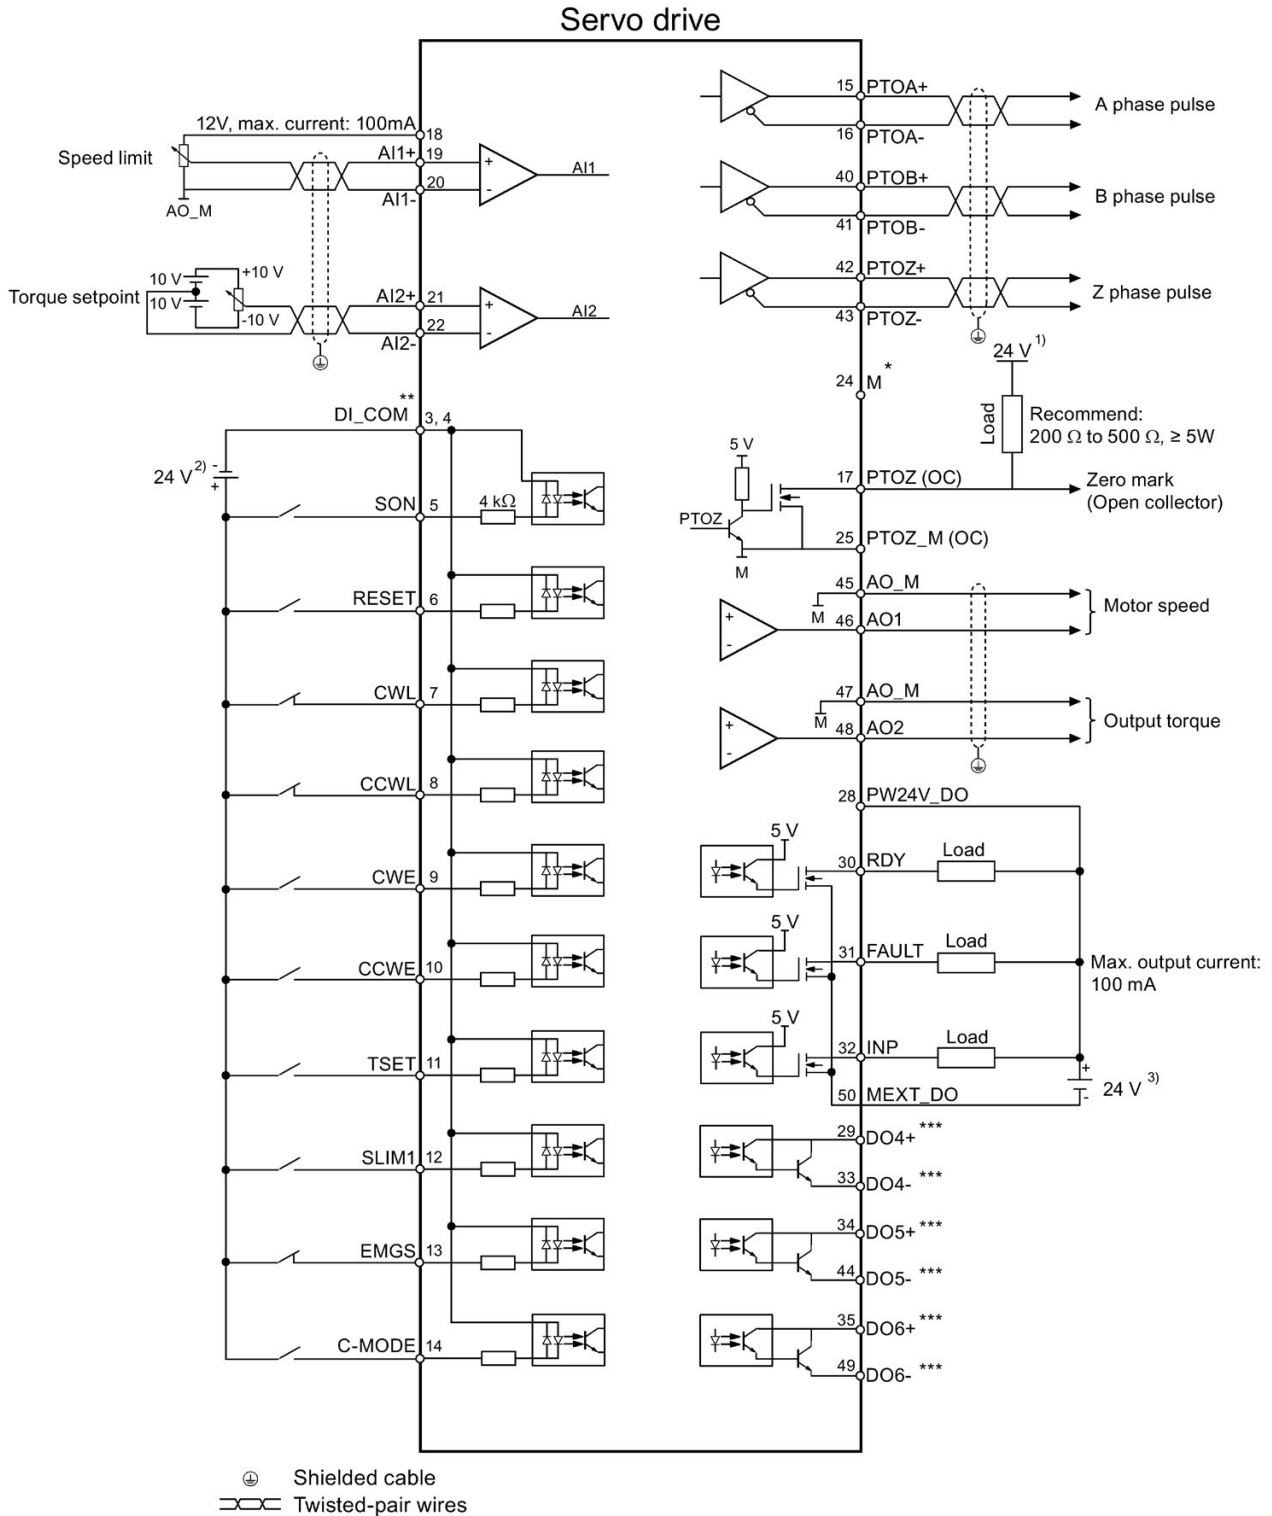 Servo drive
12V, max. current: 100mA
18
Speed limit
AI1+
19
AI1
20
AI1-
AO_M
10 V
+10 V
Torque setpoint
10 V
-10 V
AI2+
21
AI2
22
AI2-
**
DI_COM
3, 4
24 V 2)
-
+
SON
5
4 kΩ
RESET
6
CWL
7
CCWL
8
CWE
9
CCWE
10
TSET
11
SLIM1
12
EMGS
13
C-MODE
14
15
PTOA+
A phase pulse
16
PTOA-
40
PTOB+
B phase pulse
41
PTOB-
42
PTOZ+
Z phase pulse
43
PTOZ-
24 V 1)
24
M *
Load
Recommend:
200 Ω to 500 Ω, ≥ 5W
5 V
17
PTOZ (OC)
Zero mark
(Open collector)
PTOZ
25
PTOZ_M (OC)
M
45
AO_M
Motor speed
M
46
AO1
+
-
47
AO_M
Output torque
M
48
AO2
+
-
28
PW24V_DO
5 V
30
RDY
Load
5 V
31
FAULT
Load
Max. output current:
100 mA
5 V
32
INP
Load
+
24 V 3)
-
50
MEXT_DO
29
DO4+ ***
33
DO4- ***
34
DO5+ ***
44
DO5- ***
35
DO6+ ***
49
DO6- ***
+
-
+
-
Shielded cable
Twisted-pair wires